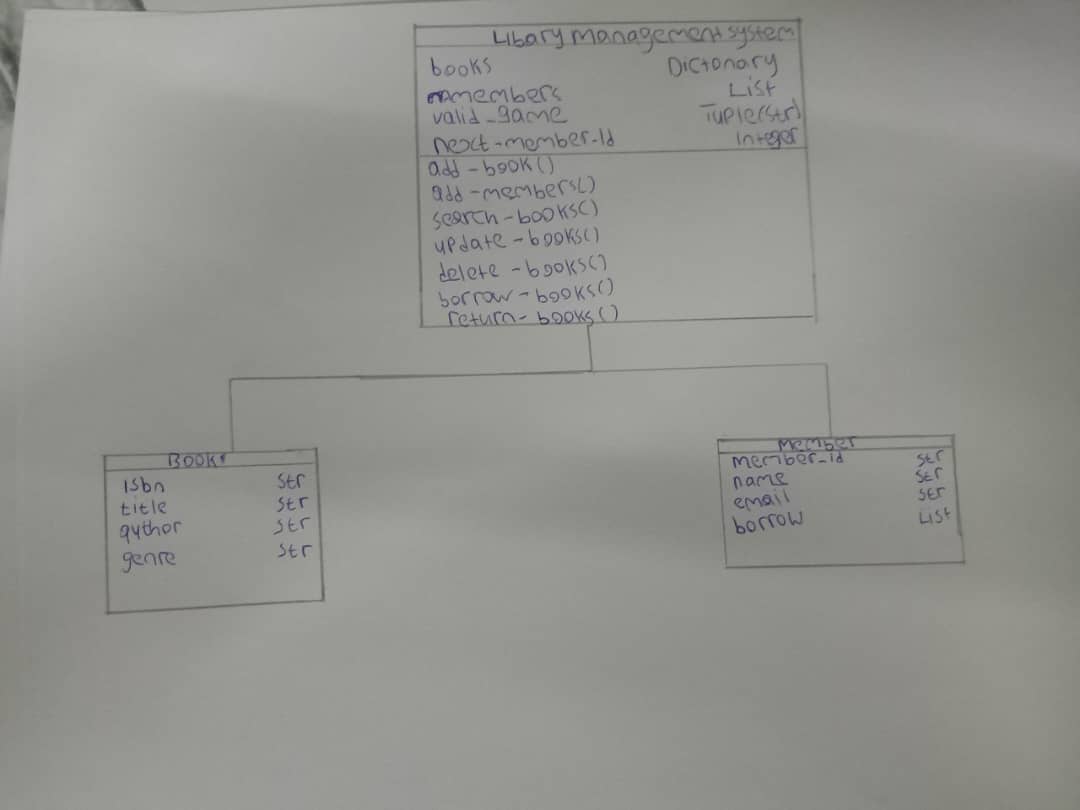 Libary management system
books Dictonary
members List
valid_game Tuple(str)
next-member-Id Integer
add-book()
add-members()
search-books()
update-books()
delete-books()
borrow-books()
return-books()
Books
isbn Str
title Str
author Str
genre Str
Member
member_id str
name str
email str
borrow List